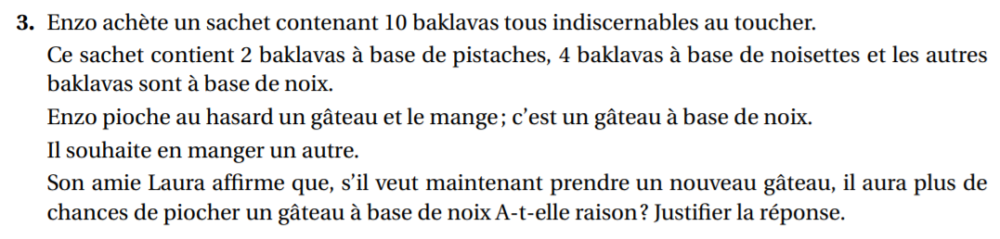 3. Enzo achète un sachet contenant 10 baklavas tous indiscernables au toucher.
Ce sachet contient 2 baklavas à base de pistaches, 4 baklavas à base de noisettes et les autres
baklavas sont à base de noix.
Enzo pioche au hasard un gâteau et le mange; c'est un gâteau à base de noix.
Il souhaite en manger un autre.
Son amie Laura affirme que, s'il veut maintenant prendre un nouveau gâteau, il aura plus de
chances de piocher un gâteau à base de noix A-t-elle raison? Justifier la réponse.